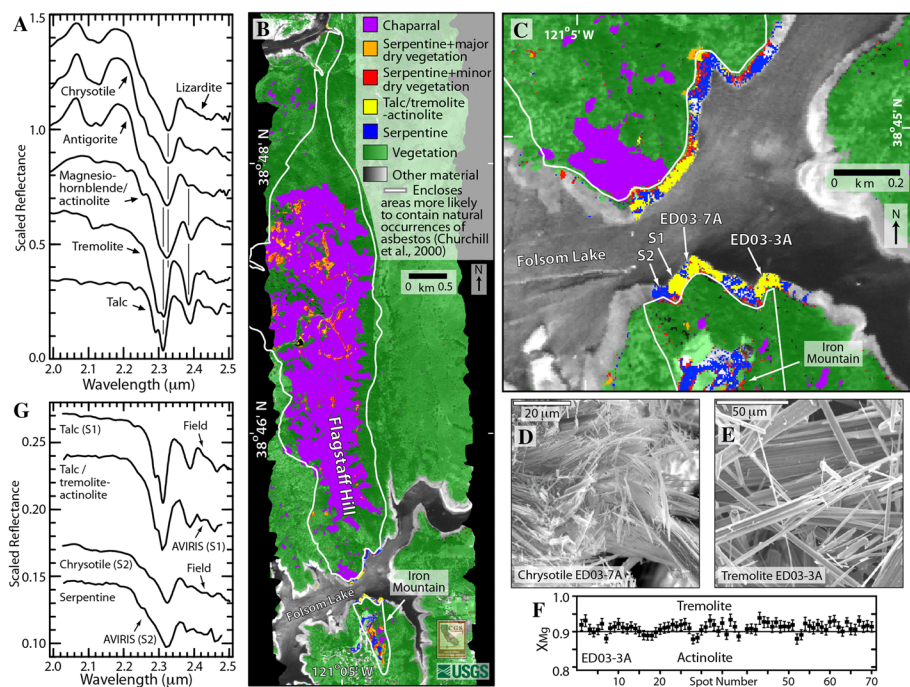 A
1.5
1.0
0.5
0.0
Scaled Reflectance
Lizardite
Chrysotile
Antigorite
Magnesio-
hornblende/
actinolite
Tremolite
Talc
2.0 2.1 2.2 2.3 2.4 2.5
Wavelength (μm)
B
Chaparral
Serpentine+major
dry vegetation
Serpentine+minor
dry vegetation
Talc/tremolite
-actinolite
Serpentine
Vegetation
Other material
Encloses
areas more likely
to contain natural
occurrences of
asbestos (Churchill
et al., 2000)
N
0 km 0.5
38°48' N
38°46' N
Flagstaff Hill
Iron
Mountain
Folsom Lake
121°05' W
CGS
USGS
C
121°5' W
38°45' N
0 km 0.2
N
ED03-7A
S1
S2
ED03-3A
Folsom Lake
Iron
Mountain
20 μm
D
Chrysotile ED03-7A
50 μm
E
Tremolite ED03-3A
F
XMg
1.0
0.9
0.8
Tremolite
ED03-3A
Actinolite
10 20 30 40 50 60 70
Spot Number
G
Scaled Reflectance
0.25
0.20
0.15
0.10
Talc (S1)
Field
Talc /
tremolite-
actinolite
AVIRIS (S1)
Chrysotile (S2)
Field
Serpentine
AVIRIS (S2)
2.0 2.1 2.2 2.3 2.4 2.5
Wavelength (μm)